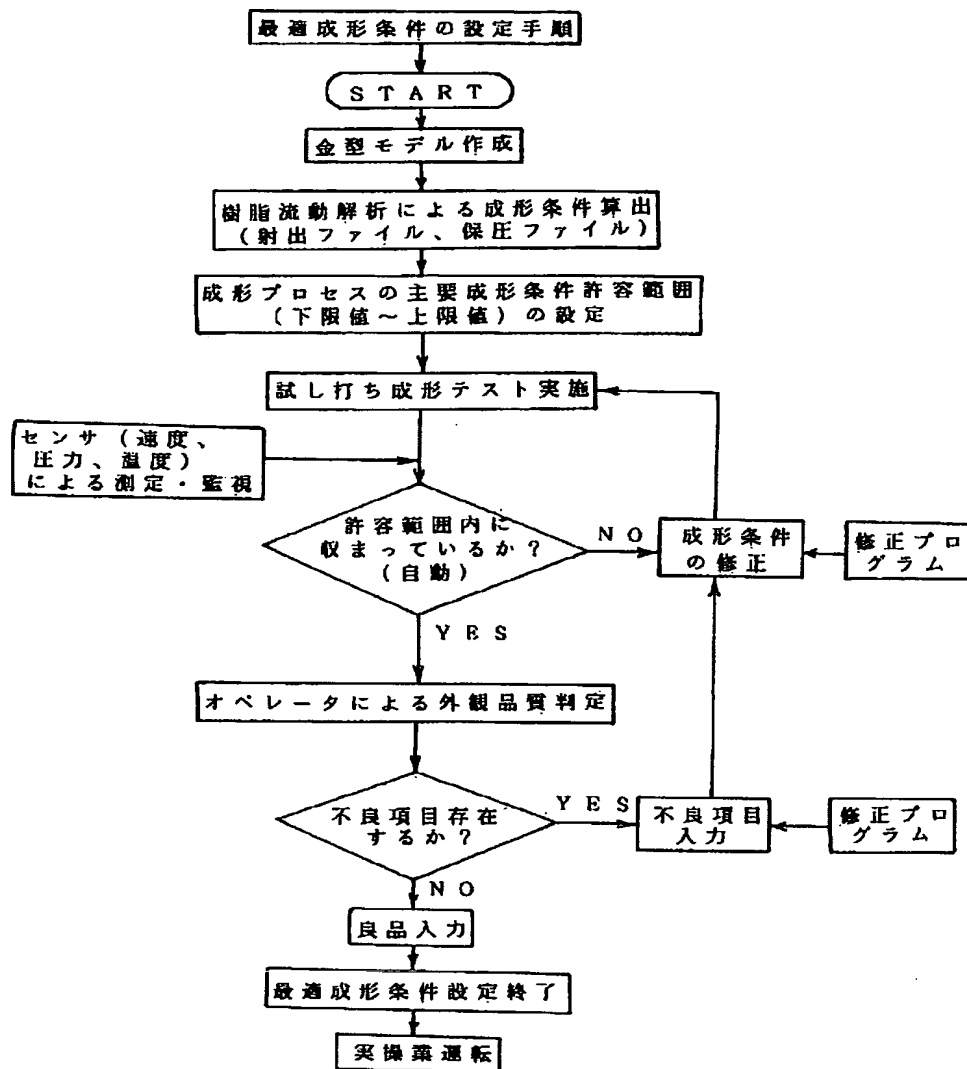 最適成形条件の設定手順
START
金型モデル作成
樹脂流動解析による成形条件算出
(射出ファイル、保圧ファイル)
成形プロセスの主要成形条件許容範囲
(下限値～上限値)の設定
試し打ち成形テスト実施
センサ(速度、
圧力、温度)
による測定・監視
許容範囲内に
収まっているか?
(自動)
NO
成形条件
の修正
修正プロ
グラム
YES
オペレータによる外観品質判定
不良項目存在
するか?
YES
不良項目
入力
修正プロ
グラム
NO
良品入力
最適成形条件設定終了
実操業運転